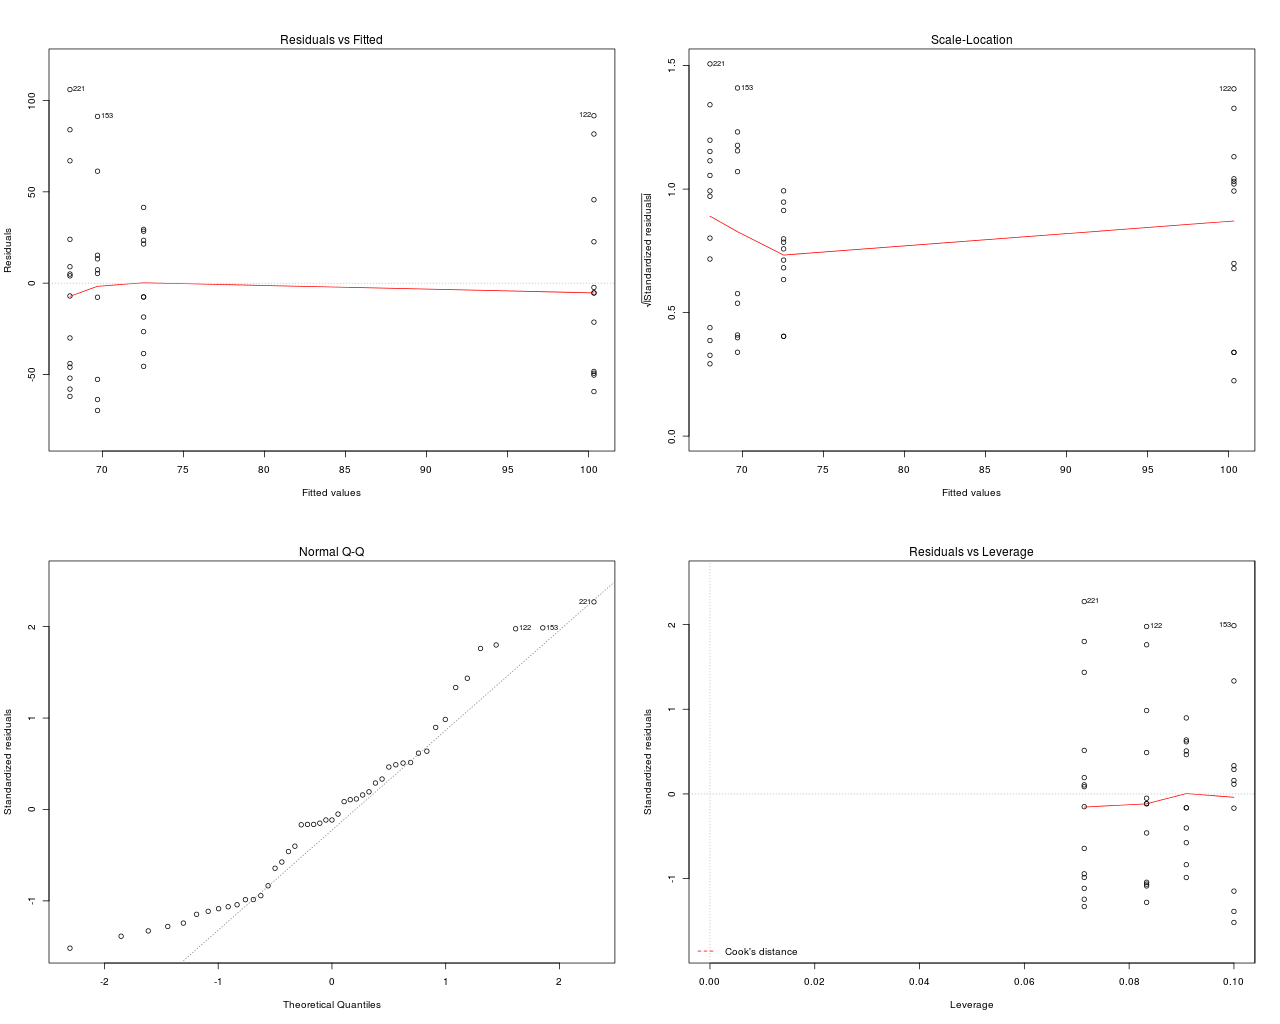 Residuals vs Fitted
Residuals
100
50
0
-50
221
153
122
70 75 80 85 90 95 100
Fitted values
Scale-Location
√|Standardized residuals|
1.5
1.0
0.5
0.0
221
153
122
70 75 80 85 90 95 100
Fitted values
Normal Q-Q
Standardized residuals
2
1
0
-1
221
122
153
-2 -1 0 1 2
Theoretical Quantiles
Residuals vs Leverage
Standardized residuals
2
1
0
-1
221
122
153
Cook's distance
0.00 0.02 0.04 0.06 0.08 0.10
Leverage